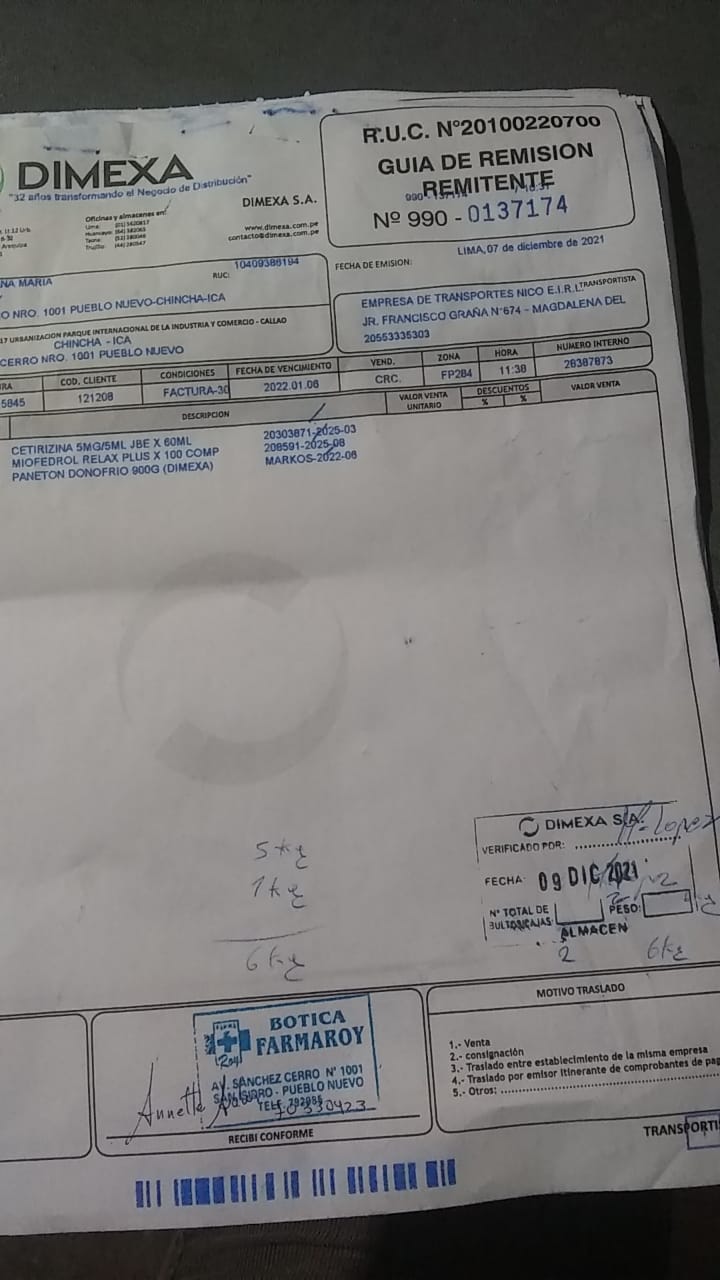 R.U.C. N°20100220700
GUIA DE REMISION
REMITENTE
Nº 990 - 0137174
DIMEXA
"32 años transformando el Negocio de Distribución"
DIMEXA S.A.
Oficinas y almacenes en:
www.dimexa.com.pe
contacto@dimexa.com.pe
LIMA, 07 de diciembre de 2021
FECHA DE EMISION:
NA MARIA
RUC:
10409386194
O NRO. 1001 PUEBLO NUEVO-CHINCHA-ICA
17 URBANIZACION PARQUE INTERNACIONAL DE LA INDUSTRIA Y COMERCIO - CALLAO
CHINCHA - ICA
CERRO NRO. 1001 PUEBLO NUEVO
TRANSPORTISTA
EMPRESA DE TRANSPORTES NICO E.I.R.L
JR. FRANCISCO GRAÑA N°674 - MAGDALENA DEL
20553335303
RA COD. CLIENTE CONDICIONES FECHA DE VENCIMIENTO VEND. ZONA HORA NUMERO INTERNO
5845 121208 FACTURA-30 2022.01.06 CRC. FP284 11:38 28387873
DESCRIPCION VALOR VENTA UNITARIO DESCUENTOS % % VALOR VENTA
CETIRIZINA 5MG/5ML JBE X 60ML 20303871-2025-03
MIOFEDROL RELAX PLUS X 100 COMP 208591-2025-08
PANETON DONOFRIO 900G (DIMEXA) MARKOS-2022-06
5kg
1kg
6kg
DIMEXA S.A.
VERIFICADO POR: Lopez
FECHA: 09 DIC 2021
Nº TOTAL DE
BULTOS/CAJAS: PESO:
ALMACEN
2 6kg
BOTICA
FARMAROY
AV. SANCHEZ CERRO N° 1001
SAN ISIDRO - PUEBLO NUEVO
Annette
RECIBI CONFORME
MOTIVO TRASLADO
1.- Venta
2.- consignación
3.- Traslado entre establecimiento de la misma empresa
4.- Traslado por emisor itinerante de comprobantes de pag
5.- Otros:
TRANSPORTI